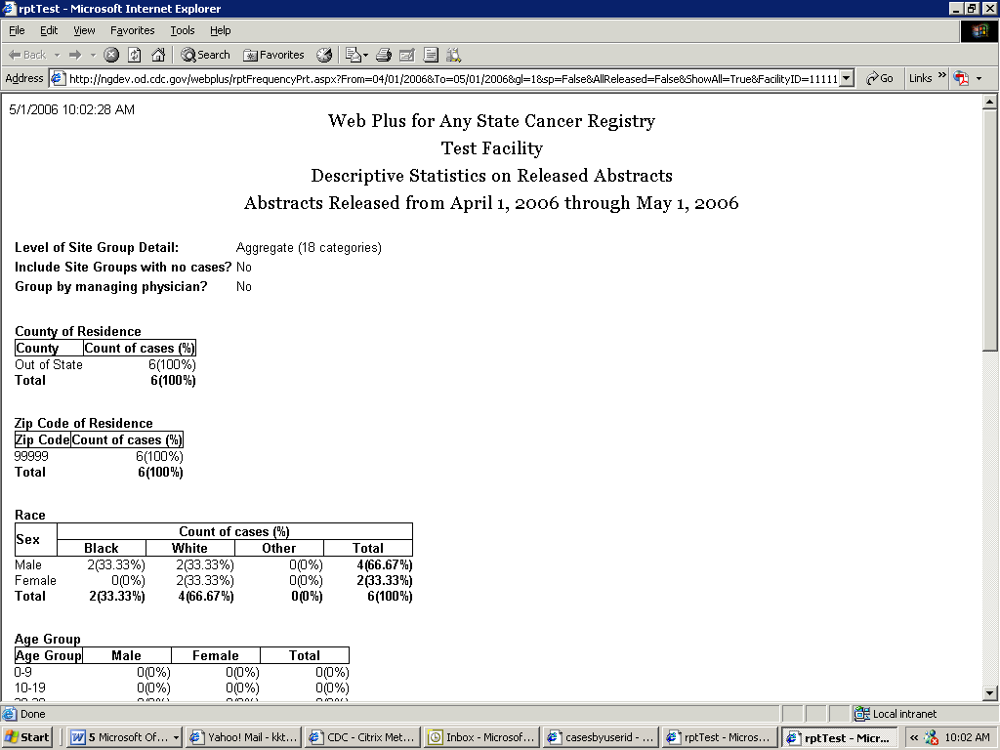 rptTest - Microsoft Internet Explorer
File Edit View Favorites Tools Help
Back Search Favorites
Address http://ngdev.od.cdc.gov/webplus/rptFrequencyPrt.aspx?From=04/01/2006&To=05/01/2006&gl=1&sp=False&AllReleased=False&ShowAll=True&FacilityID=11111 Go Links »
5/1/2006 10:02:28 AM
Web Plus for Any State Cancer Registry
Test Facility
Descriptive Statistics on Released Abstracts
Abstracts Released from April 1, 2006 through May 1, 2006
Level of Site Group Detail: Aggregate (18 categories)
Include Site Groups with no cases? No
Group by managing physician? No
County of Residence
County Count of cases (%)
Out of State 6(100%)
Total 6(100%)
Zip Code of Residence
Zip Code Count of cases (%)
99999 6(100%)
Total 6(100%)
Race
Sex Count of cases (%)
Black White Other Total
Male 2(33.33%) 2(33.33%) 0(0%) 4(66.67%)
Female 0(0%) 2(33.33%) 0(0%) 2(33.33%)
Total 2(33.33%) 4(66.67%) 0(0%) 6(100%)
Age Group
Age Group Male Female Total
0-9 0(0%) 0(0%) 0(0%)
10-19 0(0%) 0(0%) 0(0%)
Done Local intranet
Start 5 Microsoft Of... Yahoo! Mail - kkt... CDC - Citrix Met... Inbox - Microsof... casesbyuserid - ... rptTest - Micros... rptTest - Micr... « 10:02 AM